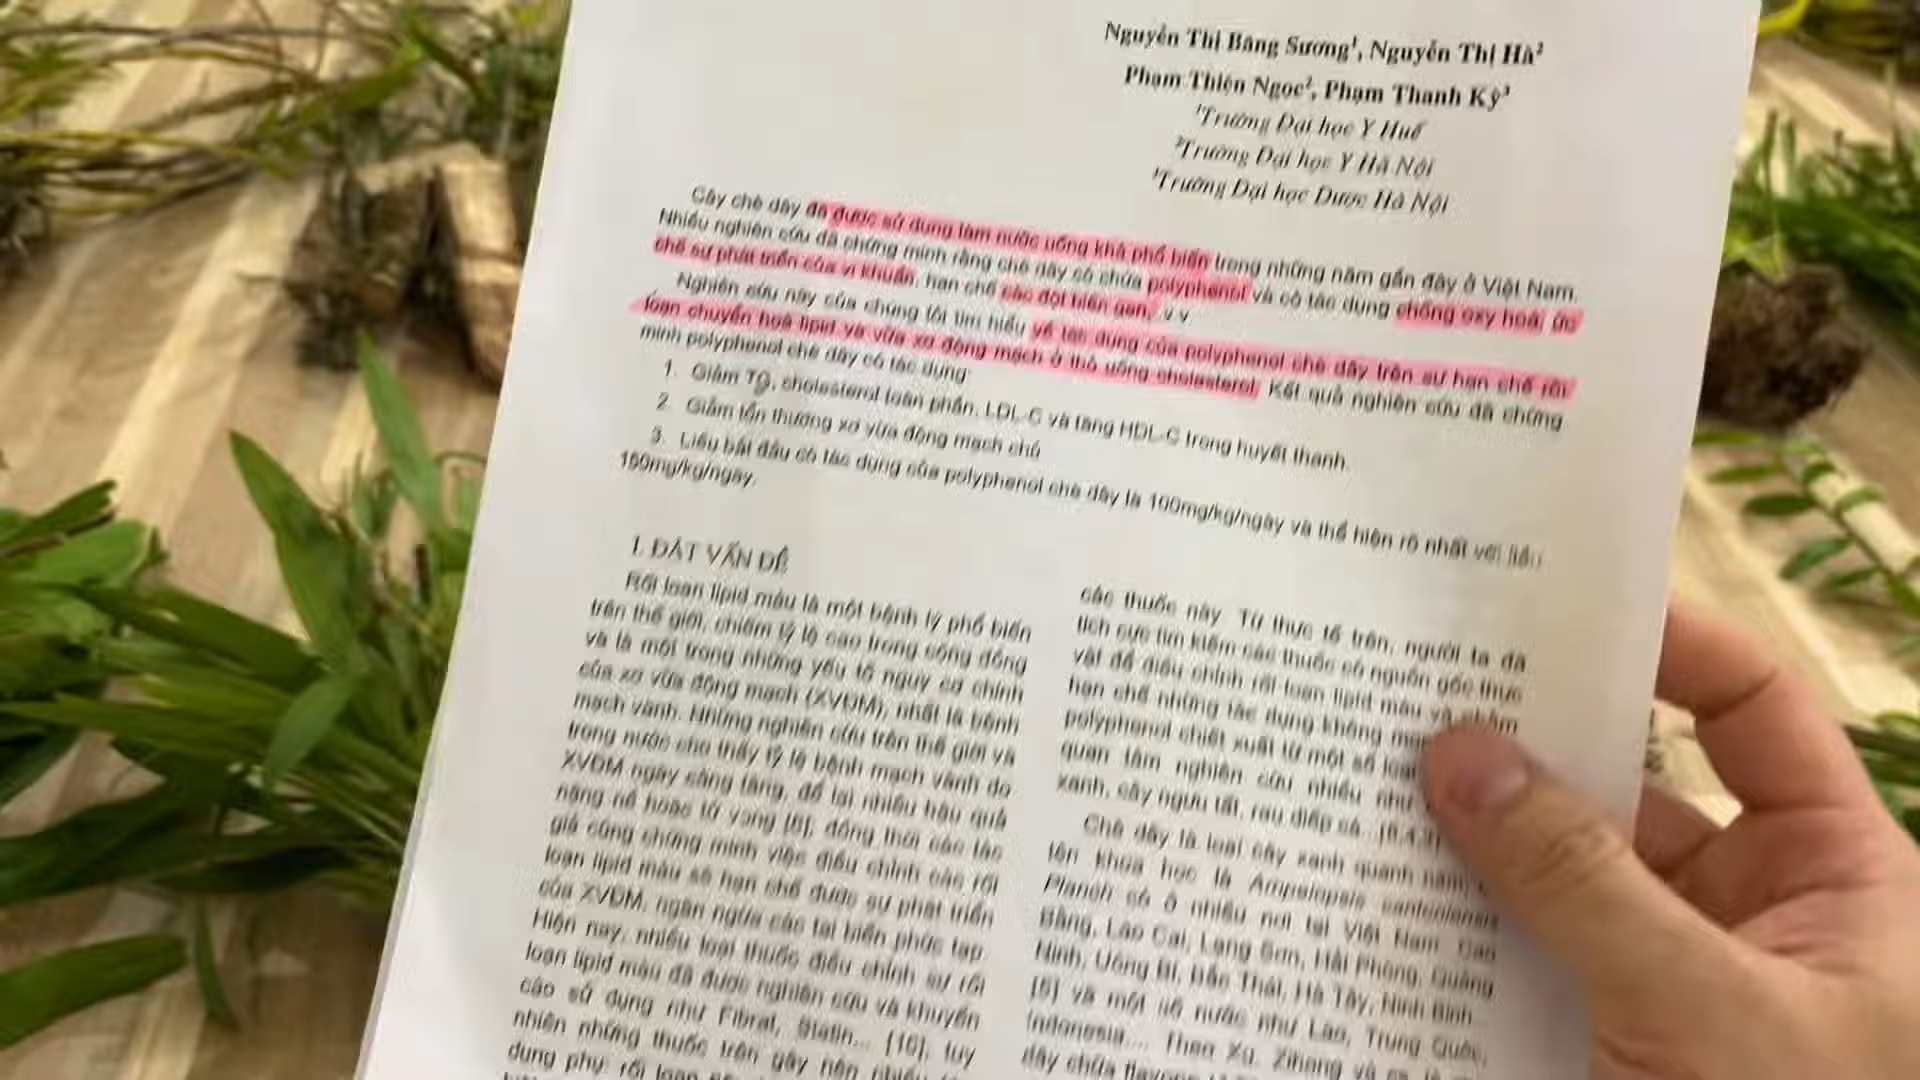 Nguyễn Thị Băng Sương¹, Nguyễn Thị Hà²
Phạm Thiện Ngọc², Phạm Thanh Kỳ³
¹Trường Đại học Y Huế
²Trường Đại học Y Hà Nội
³Trường Đại học Dược Hà Nội
Cây chè dây đã được sử dụng làm nước uống khá phổ biến trong những năm gần đây ở Việt Nam.
Nhiều nghiên cứu đã chứng minh rằng chè dây có chứa polyphenol và có tác dụng chống oxy hoá, ức
chế sự phát triển của vi khuẩn, hạn chế các đột biến gen, v.v.
Nghiên cứu này của chúng tôi tìm hiểu về tác dụng của polyphenol chè dây trên sự hạn chế rối
loạn chuyển hoá lipid và vữa xơ động mạch ở thỏ uống cholesterol. Kết quả nghiên cứu đã chứng
minh polyphenol chè dây có tác dụng:
1. Giảm TG, cholesterol toàn phần, LDL-C và tăng HDL-C trong huyết thanh.
2. Giảm tổn thương xơ vữa động mạch chủ
3. Liều bắt đầu có tác dụng của polyphenol chè dây là 100mg/kg/ngày và thể hiện rõ nhất với liều
150mg/kg/ngày.
I. ĐẶT VẤN ĐỀ
Rối loạn lipid máu là một bệnh lý phổ biến
trên thế giới, chiếm tỷ lệ cao trong cộng đồng
và là một trong những yếu tố nguy cơ chính
của xơ vữa động mạch (XVĐM), nhất là bệnh
mạch vành. Những nghiên cứu trên thế giới và
trong nước cho thấy tỷ lệ bệnh mạch vành do
XVĐM ngày càng tăng, để lại nhiều hậu quả
nặng nề hoặc tử vong [8], đồng thời các tác
giả cũng chứng minh việc điều chỉnh các rối
loạn lipid máu sẽ hạn chế được sự phát triển
của XVĐM, ngăn ngừa các tai biến phức tạp.
Hiện nay, nhiều loại thuốc điều chỉnh sự rối
loạn lipid máu đã được nghiên cứu và khuyến
cáo sử dụng như Fibrat, Statin... [10], tuy
nhiên những thuốc trên gây nên nhiều
dụng phụ: rối loạn
các thuốc này. Từ thực tế trên, người ta đã
tích cực tìm kiếm các thuốc có nguồn gốc thực
vật để điều chỉnh rối loạn lipid máu và nhằm
hạn chế những tác dụng không
polyphenol chiết xuất từ một số loại
quan tâm nghiên cứu nhiều như
xanh, cây ngưu tất, rau diếp cá...
Chè dây là loại cây xanh quanh năm
tên khoa học là Ampelopsis cantoniensis
Planch có ở nhiều nơi tại Việt Nam: Cao
Bằng, Lào Cai, Lạng Sơn, Hải Phòng, Quảng
Ninh, Uông Bí, Bắc Thái, Hà Tây, Ninh Bình
[5] và một số nước như Lào, Trung Quốc,
Indonesia,... Theo Xu, Zihang và
dây chứa